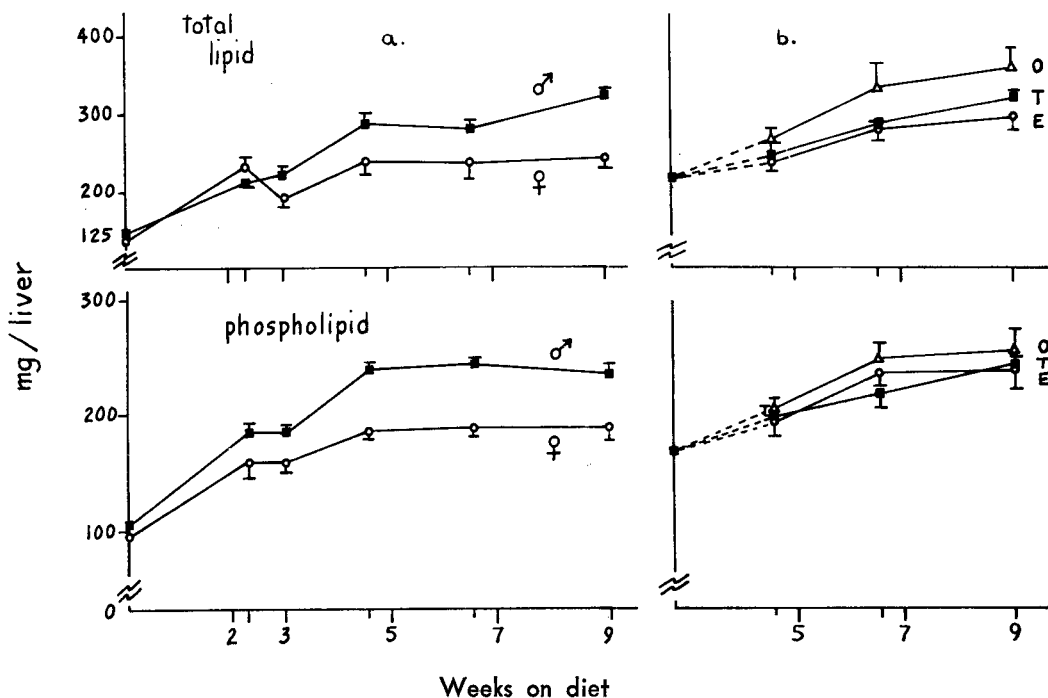 total
lipid
a.
b.
400
300
200
125
♂
♀
O
T
E
mg/liver
phospholipid
300
200
100
0
♂
♀
O
T
E
2 3 5 7 9
5 7 9
Weeks on diet